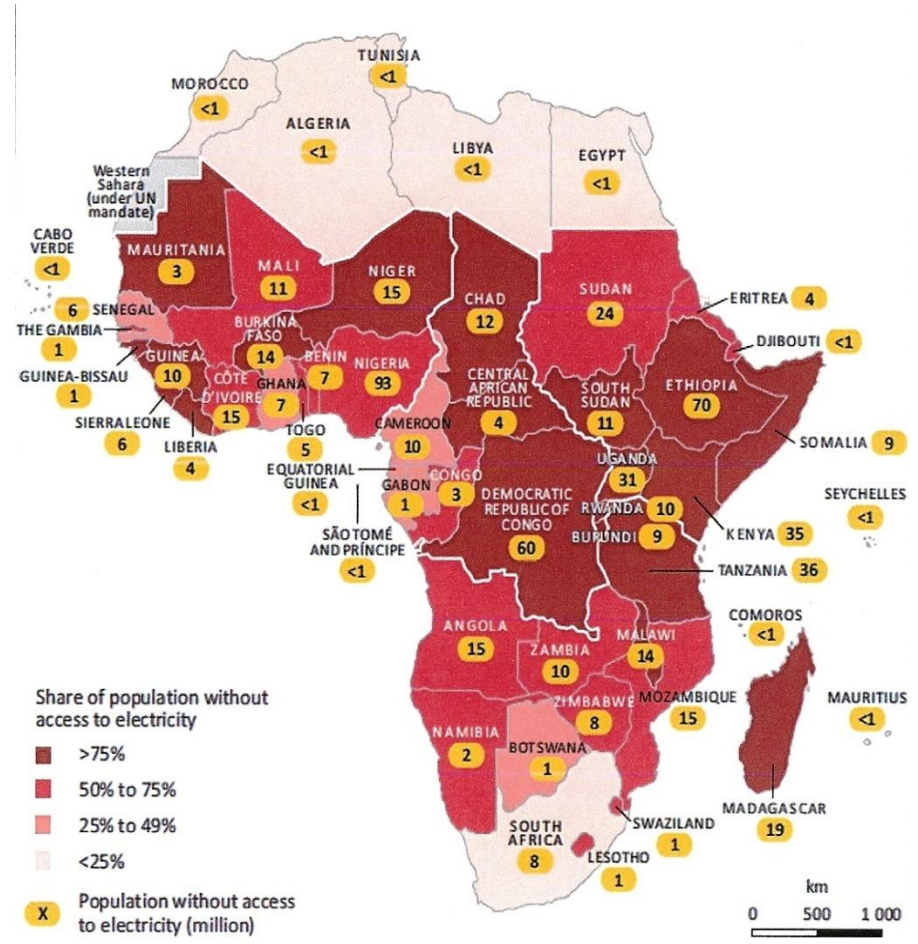 TUNISIA
<1
MOROCCO
<1
ALGERIA
<1
LIBYA
<1
EGYPT
<1
Western
Sahara
(under UN
mandate)
CABO
VERDE
<1
MAURITANIA
3
MALI
11
NIGER
15
CHAD
12
SUDAN
24
ERITREA 4
DJIBOUTI <1
6 SENEGAL
THE GAMBIA
1
GUINEA-BISSAU
1
GUINEA
10
SIERRA LEONE
6
LIBERIA
4
CÔTE
D'IVOIRE
15
BURKINA
FASO
14
GHANA
7
TOGO
5
BENIN
7
NIGERIA
93
CAMEROON
10
EQUATORIAL
GUINEA
<1
SÃO TOMÉ
AND PRÍNCIPE
<1
GABON
1
CONGO
3
CENTRAL
AFRICAN
REPUBLIC
4
SOUTH
SUDAN
11
ETHIOPIA
70
SOMALIA 9
UGANDA
31
RWANDA 10
BURUNDI 9
KENYA 35
TANZANIA 36
SEYCHELLES
<1
DEMOCRATIC
REPUBLIC OF
CONGO
60
COMOROS
<1
ANGOLA
15
ZAMBIA
10
MALAWI
14
MOZAMBIQUE
15
ZIMBABWE
8
NAMIBIA
2
BOTSWANA
1
MAURITIUS
<1
MADAGASCAR
19
SOUTH
AFRICA
8
SWAZILAND
1
LESOTHO
1
Share of population without
access to electricity
>75%
50% to 75%
25% to 49%
<25%
X Population without access
to electricity (million)
km
0 500 1 000